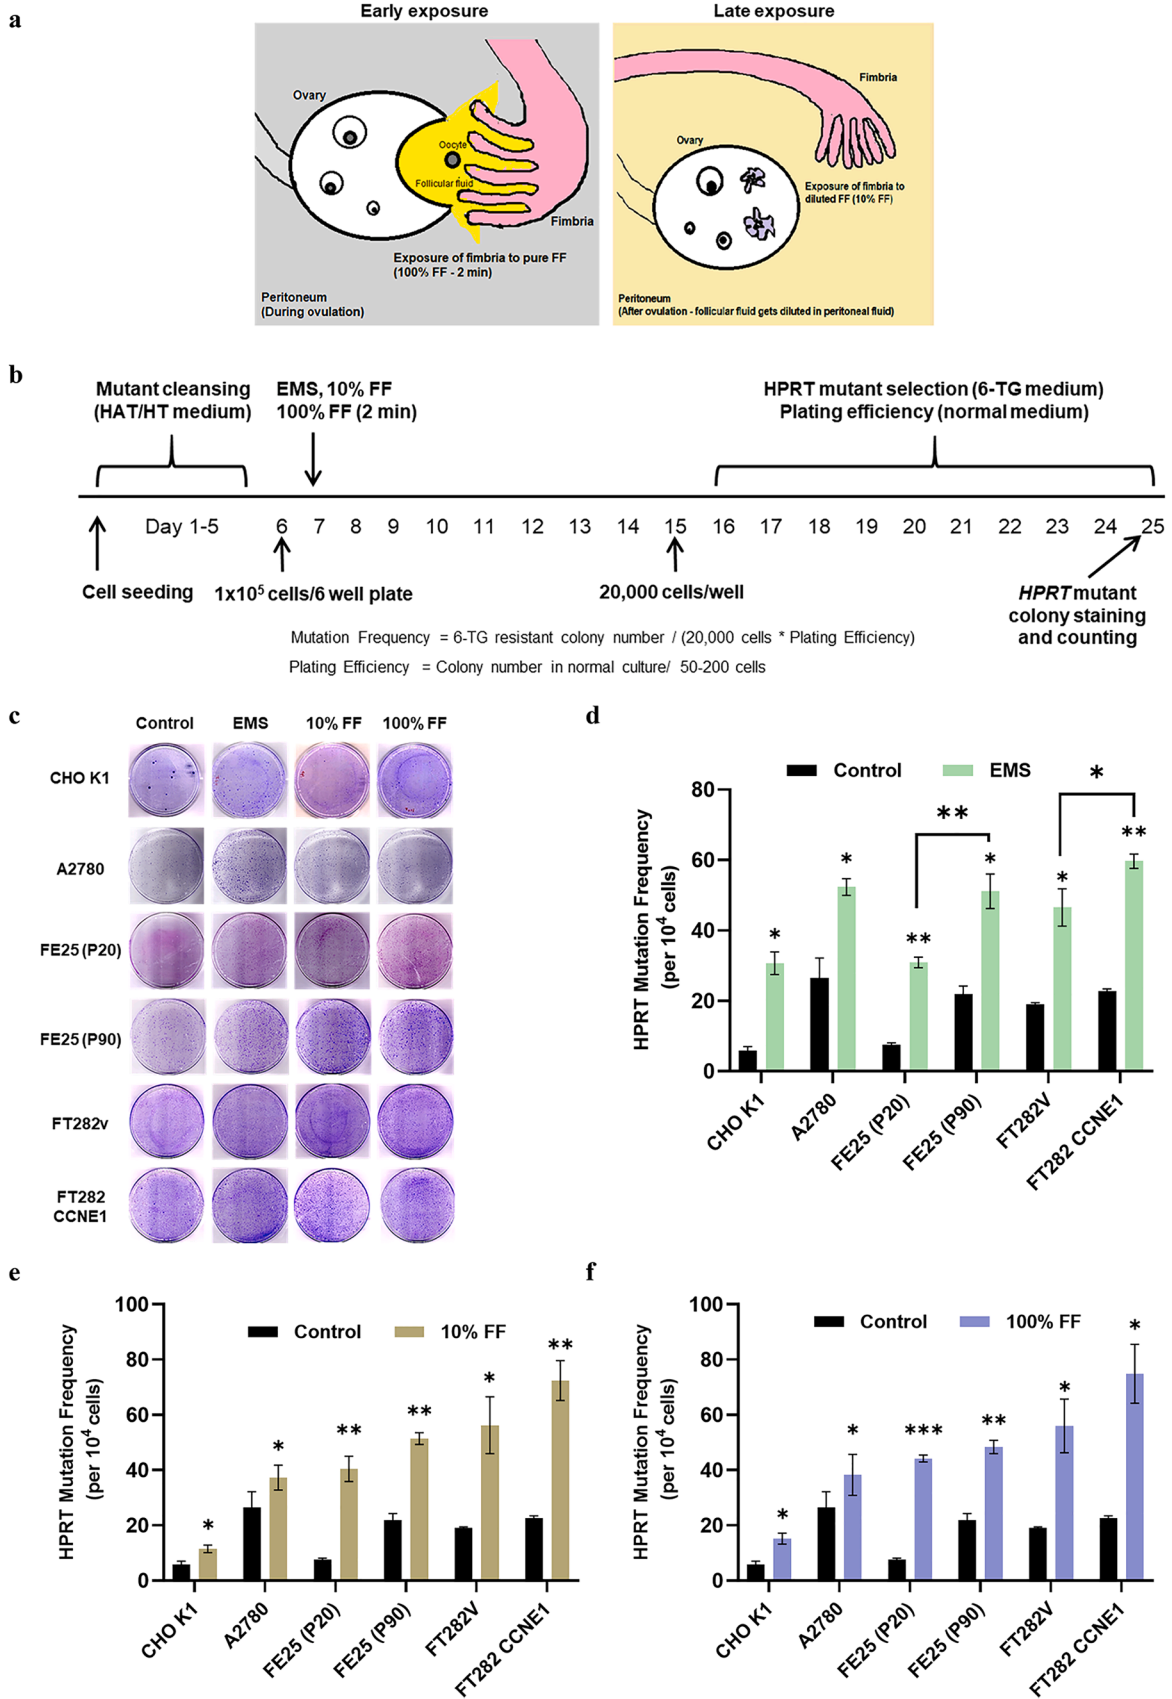 a
Early exposure
Late exposure
Ovary
Oocyte
Follicular fluid
Fimbria
Exposure of fimbria to pure FF
(100% FF - 2 min)
Peritoneum
(During ovulation)
Fimbria
Ovary
Exposure of fimbria to
diluted FF (10% FF)
Peritoneum
(After ovulation - follicular fluid gets diluted in peritoneal fluid)
b
Mutant cleansing
(HAT/HT medium)
EMS, 10% FF
100% FF (2 min)
HPRT mutant selection (6-TG medium)
Plating efficiency (normal medium)
Day 1-5 6 7 8 9 10 11 12 13 14 15 16 17 18 19 20 21 22 23 24 25
Cell seeding
1x10⁵ cells/6 well plate
20,000 cells/well
HPRT mutant
colony staining
and counting
Mutation Frequency = 6-TG resistant colony number / (20,000 cells * Plating Efficiency)
Plating Efficiency = Colony number in normal culture/ 50-200 cells
c
Control EMS 10% FF 100% FF
CHO K1
A2780
FE25 (P20)
FE25 (P90)
FT282v
FT282
CCNE1
d
Control EMS
HPRT Mutation Frequency
(per 10⁴ cells)
80
60
40
20
0
* * ** ** * * * **
CHO K1
A2780
FE25 (P20)
FE25 (P90)
FT282V
FT282 CCNE1
e
Control 10% FF
HPRT Mutation Frequency
(per 10⁴ cells)
100
80
60
40
20
0
* * ** ** * **
CHO K1
A2780
FE25 (P20)
FE25 (P90)
FT282V
FT282 CCNE1
f
Control 100% FF
HPRT Mutation Frequency
(per 10⁴ cells)
100
80
60
40
20
0
* * *** ** * *
CHO K1
A2780
FE25 (P20)
FE25 (P90)
FT282V
FT282 CCNE1